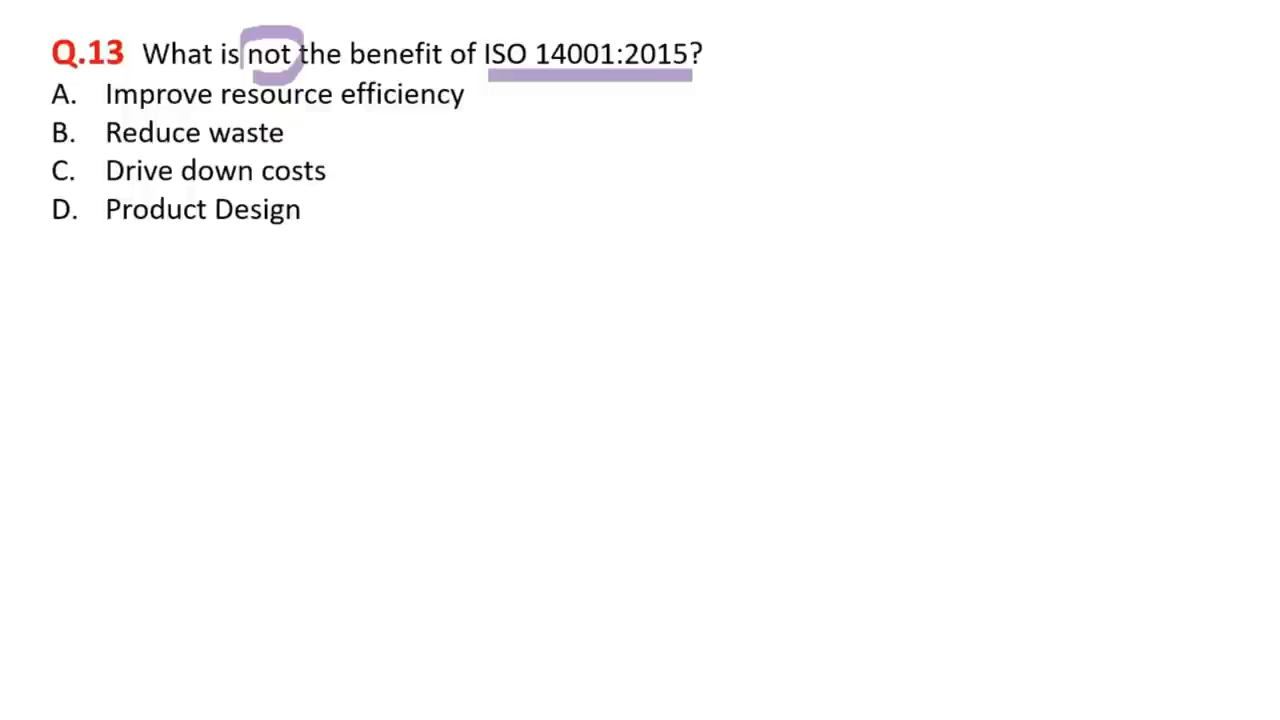 Q.13 What is not the benefit of ISO 14001:2015?
A. Improve resource efficiency
B. Reduce waste
C. Drive down costs
D. Product Design